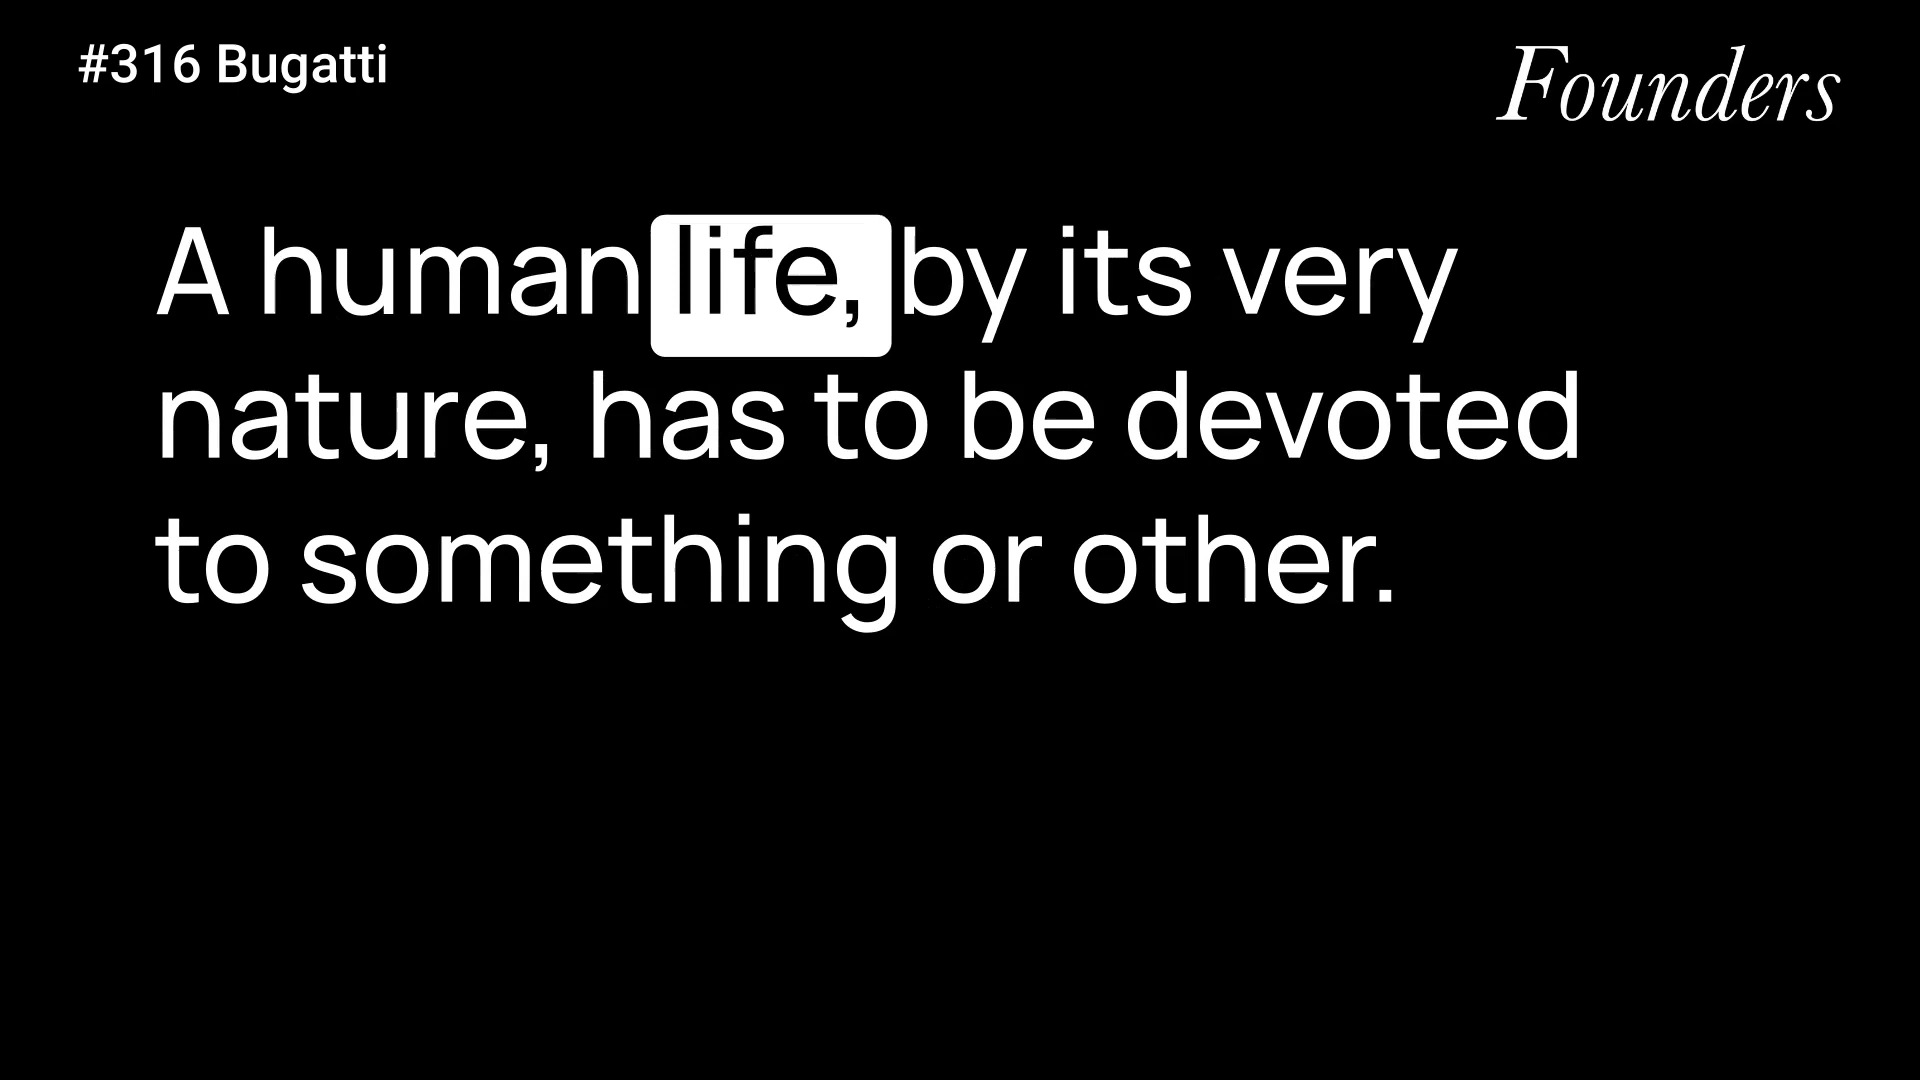 #316 Bugatti
Founders
A human life, by its very
nature, has to be devoted
to something or other.